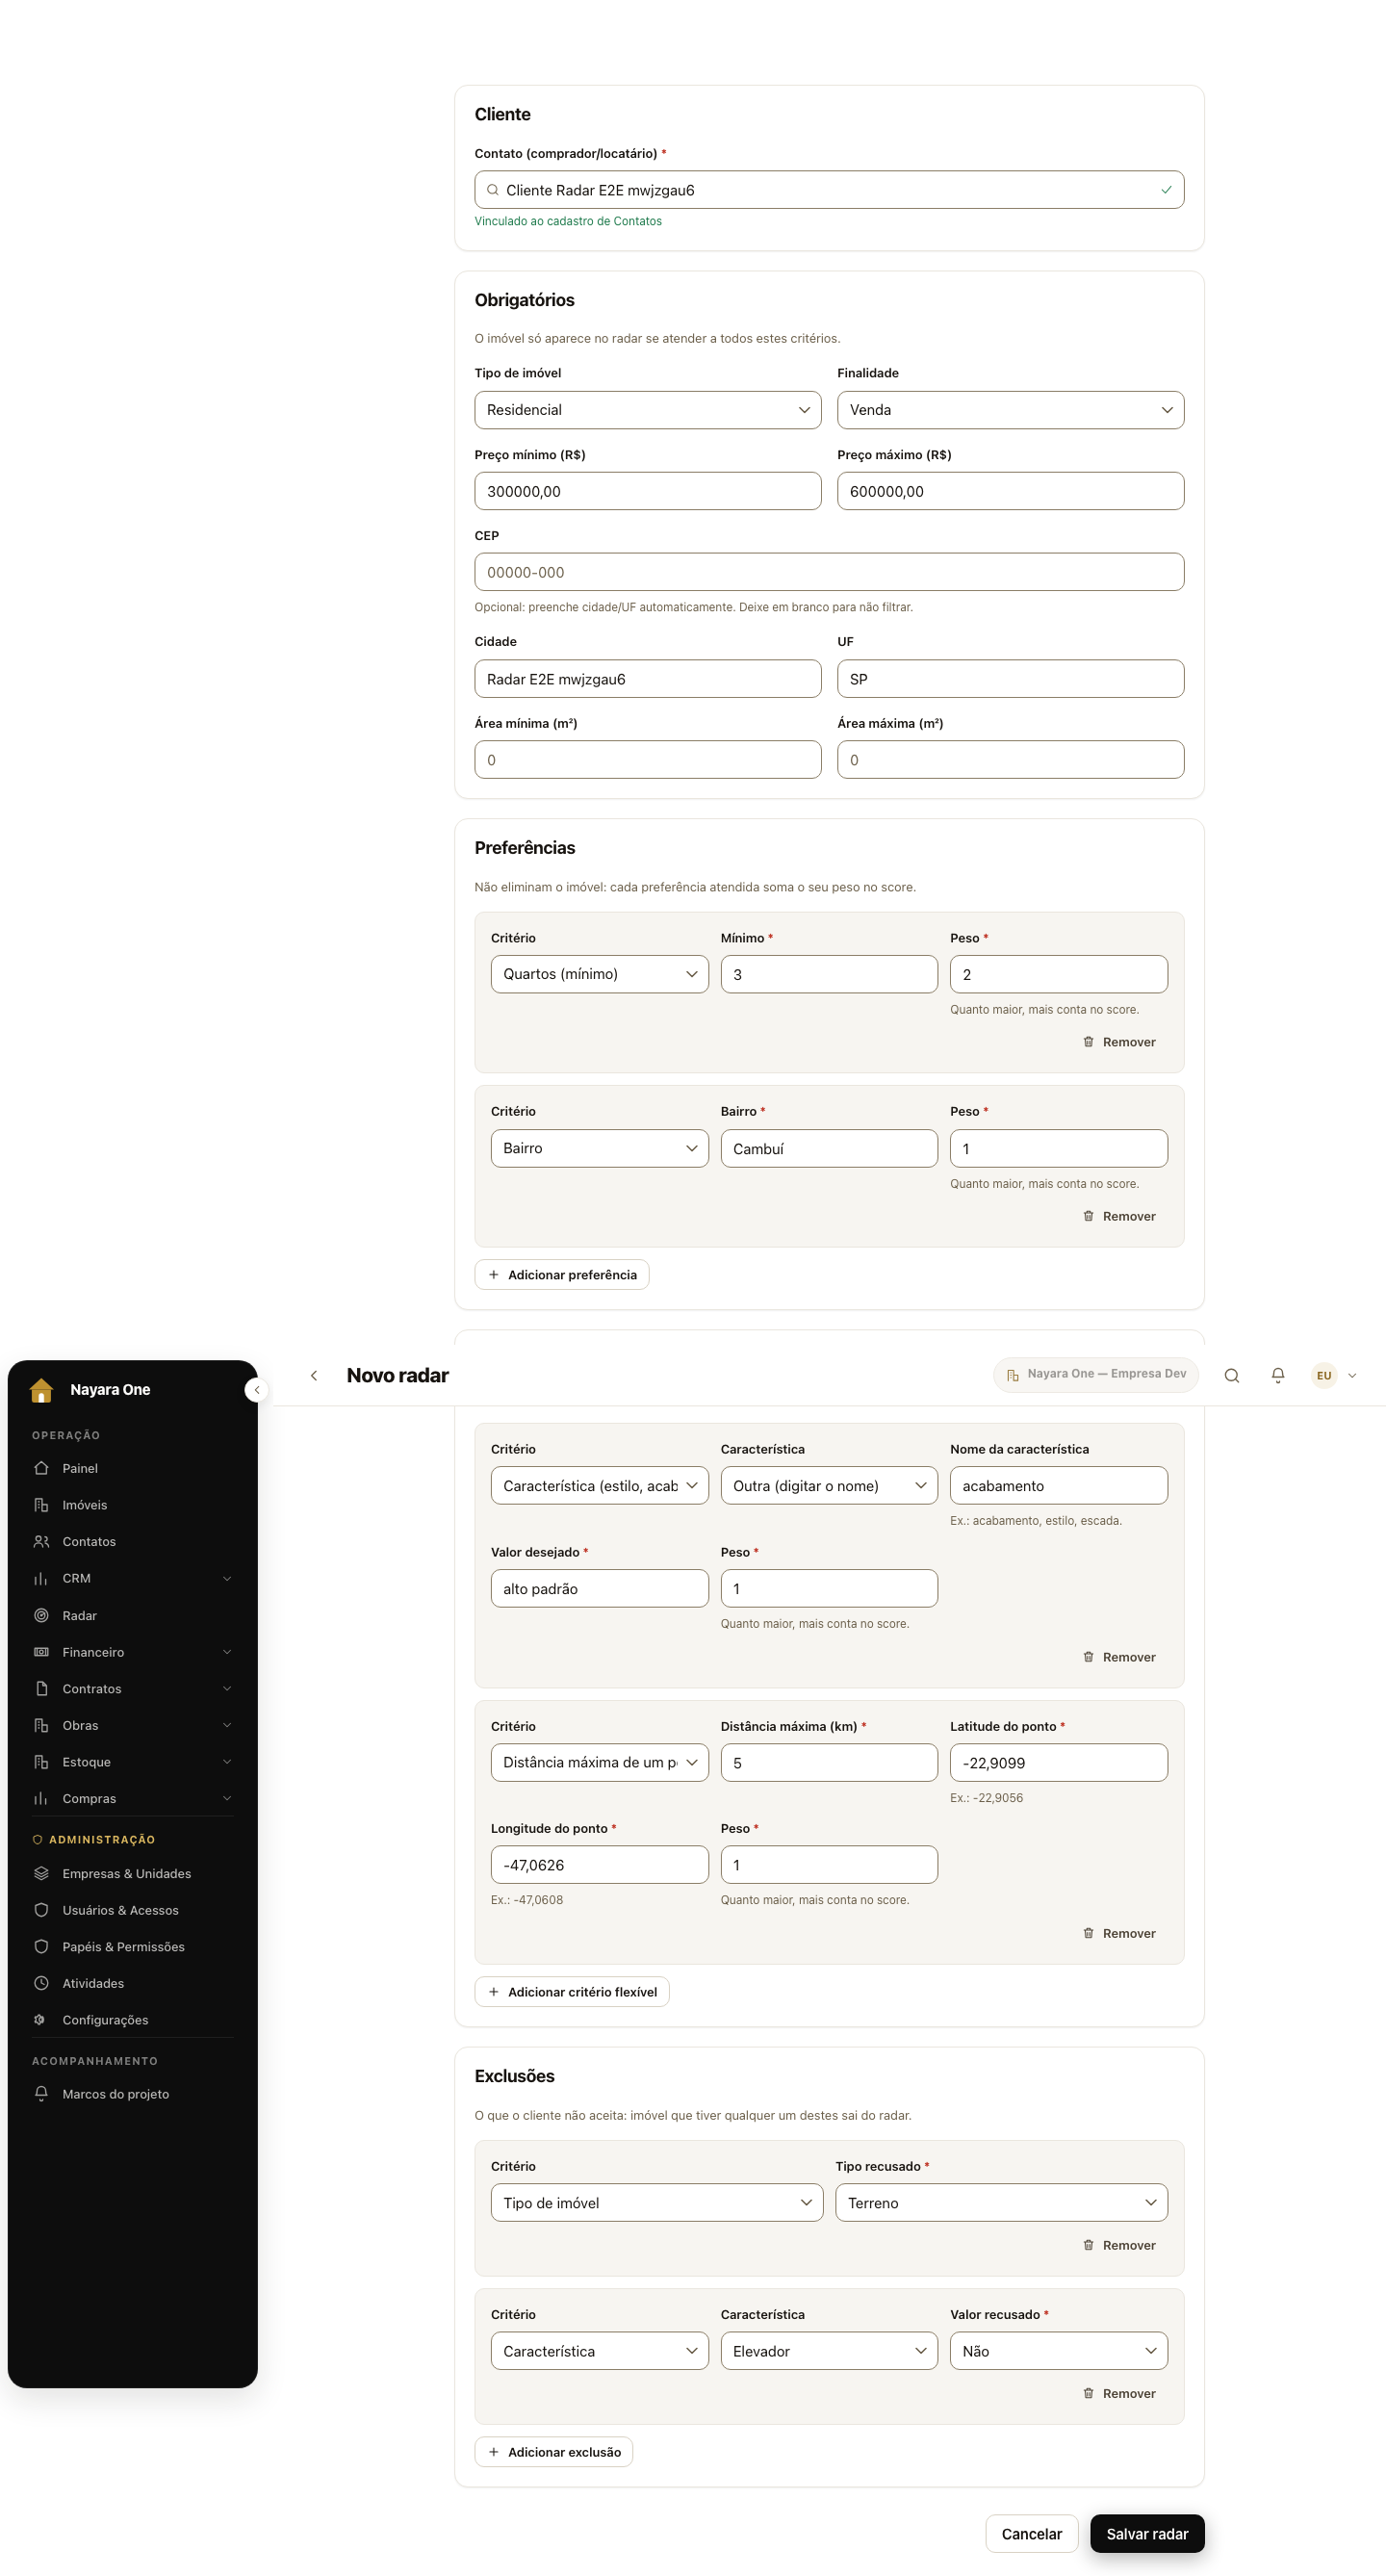 Cliente
Contato (comprador/locatário) *
Cliente Radar E2E mwjzgau6
Vinculado ao cadastro de Contatos
Obrigatórios
O imóvel só aparece no radar se atender a todos estes critérios.
Tipo de imóvel
Finalidade
Residencial
Venda
Preço mínimo (R$)
Preço máximo (R$)
300000,00
600000,00
CEP
00000-000
Opcional: preenche cidade/UF automaticamente. Deixe em branco para não filtrar.
Cidade
UF
Radar E2E mwjzgau6
SP
Área mínima (m²)
Área máxima (m²)
0
0
Preferências
Não eliminam o imóvel: cada preferência atendida soma o seu peso no score.
Critério
Mínimo *
Peso *
Quartos (mínimo)
3
2
Quanto maior, mais conta no score.
Remover
Critério
Bairro *
Peso *
Bairro
Cambuí
1
Quanto maior, mais conta no score.
Remover
Adicionar preferência
Nayara One
OPERAÇÃO
Painel
Imóveis
Contatos
CRM
Radar
Financeiro
Contratos
Obras
Estoque
Compras
ADMINISTRAÇÃO
Empresas & Unidades
Usuários & Acessos
Papéis & Permissões
Atividades
Configurações
ACOMPANHAMENTO
Marcos do projeto
Novo radar
Nayara One — Empresa Dev
EU
Critério
Característica
Nome da característica
Característica (estilo, acab
Outra (digitar o nome)
acabamento
Ex.: acabamento, estilo, escada.
Valor desejado *
Peso *
alto padrão
1
Quanto maior, mais conta no score.
Remover
Critério
Distância máxima (km) *
Latitude do ponto *
Distância máxima de um p
5
-22,9099
Ex.: -22,9056
Longitude do ponto *
Peso *
-47,0626
1
Ex.: -47,0608
Quanto maior, mais conta no score.
Remover
Adicionar critério flexível
Exclusões
O que o cliente não aceita: imóvel que tiver qualquer um destes sai do radar.
Critério
Tipo recusado *
Tipo de imóvel
Terreno
Remover
Critério
Característica
Valor recusado *
Característica
Elevador
Não
Remover
Adicionar exclusão
Cancelar
Salvar radar